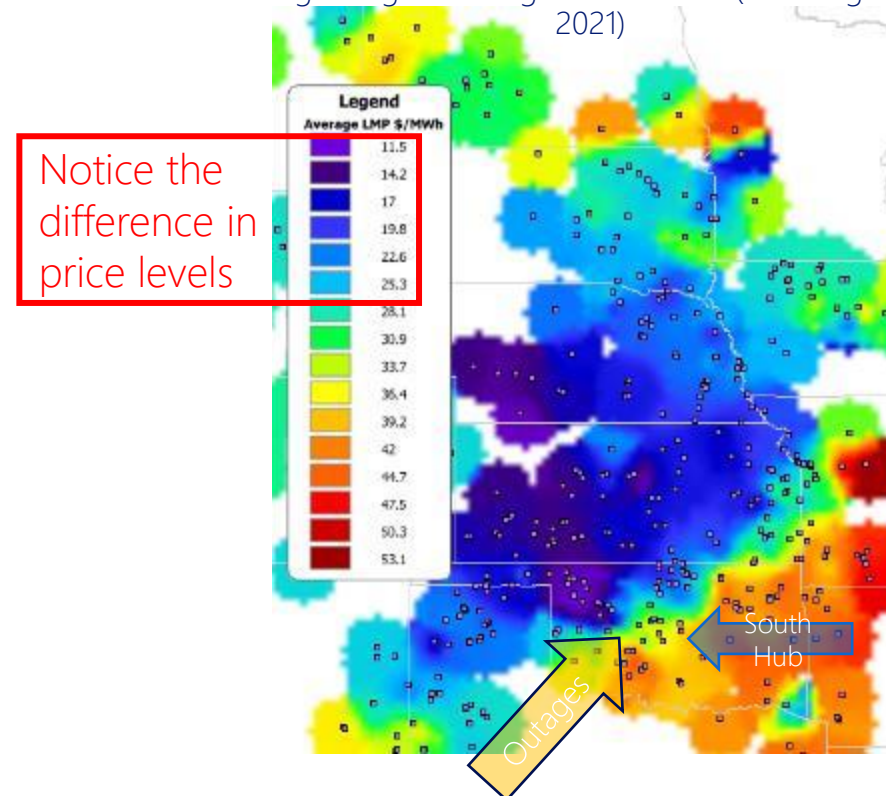 2021)
Legend
Average LMP $/MWh
11.5
14.2
17
19.8
22.6
25.3
28.1
30.9
33.7
36.4
39.2
42
44.7
47.5
50.3
53.1
Notice the
difference in
price levels
South
Hub
Outages